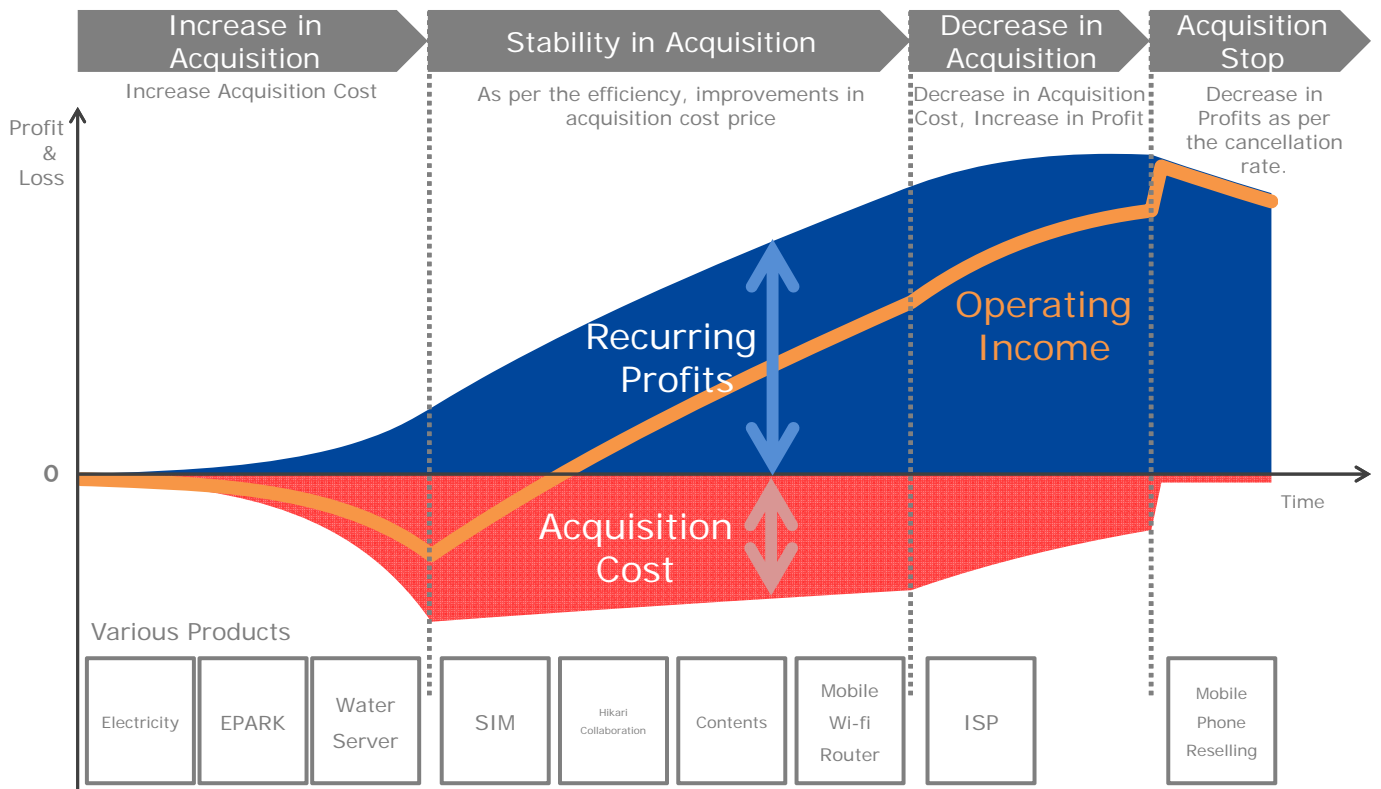 Increase in
Acquisition
Stability in Acquisition
Decrease in
Acquisition
Acquisition
Stop
Increase Acquisition Cost
As per the efficiency, improvements in
acquisition cost price
Decrease in Acquisition
Cost, Increase in Profit
Decrease in
Profits as per
the cancellation
rate.
Profit
&
Loss
Recurring
Profits
Operating
Income
0
Time
Acquisition
Cost
Various Products
Electricity
EPARK
Water
Server
SIM
Hikari
Collaboration
Contents
Mobile
Wi-fi
Router
ISP
Mobile
Phone
Reselling